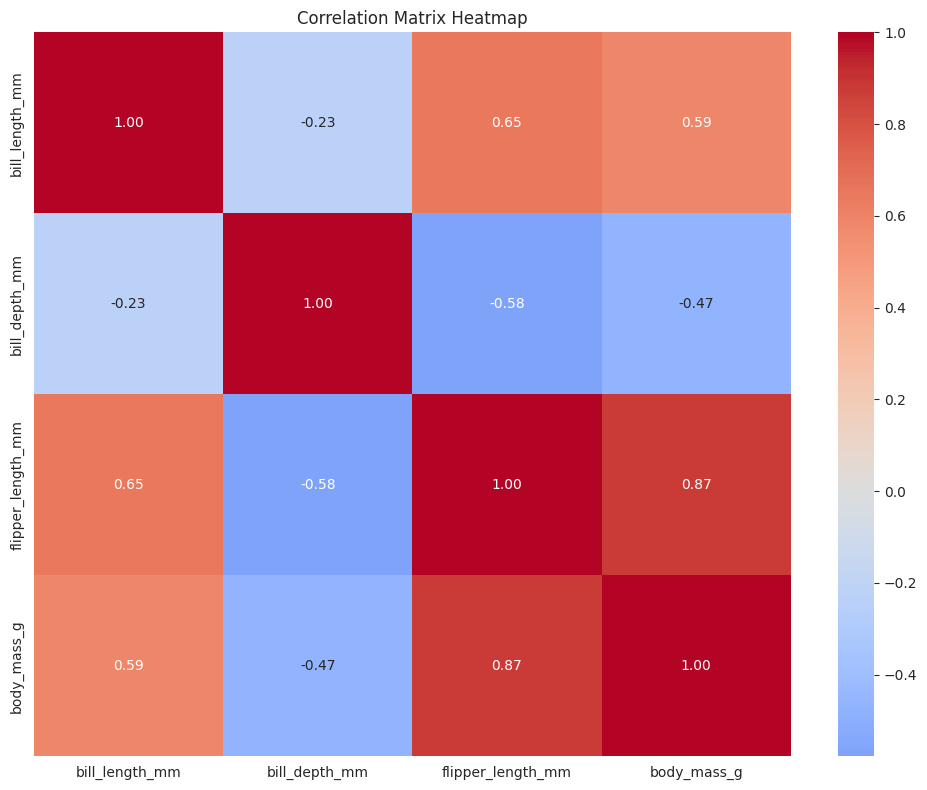 Correlation Matrix Heatmap
bill_length_mm
1.00
-0.23
0.65
0.59
bill_depth_mm
-0.23
1.00
-0.58
-0.47
flipper_length_mm
0.65
-0.58
1.00
0.87
body_mass_g
0.59
-0.47
0.87
1.00
bill_length_mm
bill_depth_mm
flipper_length_mm
body_mass_g
1.0
0.8
0.6
0.4
0.2
0.0
−0.2
−0.4